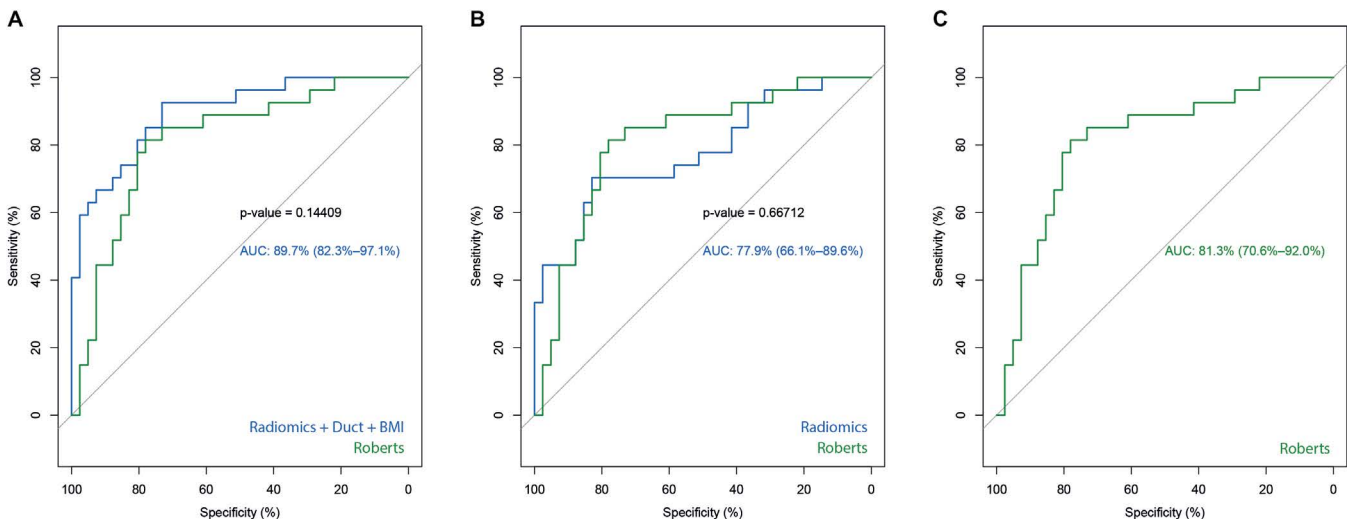 A
Sensitivity (%)
100
80
60
40
20
0
p-value = 0.14409
AUC: 89.7% (82.3%–97.1%)
Radiomics + Duct + BMI
Roberts
100 80 60 40 20 0
Specificity (%)
B
Sensitivity (%)
100
80
60
40
20
0
p-value = 0.66712
AUC: 77.9% (66.1%–89.6%)
Radiomics
Roberts
100 80 60 40 20 0
Specificity (%)
C
Sensitivity (%)
100
80
60
40
20
0
AUC: 81.3% (70.6%–92.0%)
Roberts
100 80 60 40 20 0
Specificity (%)